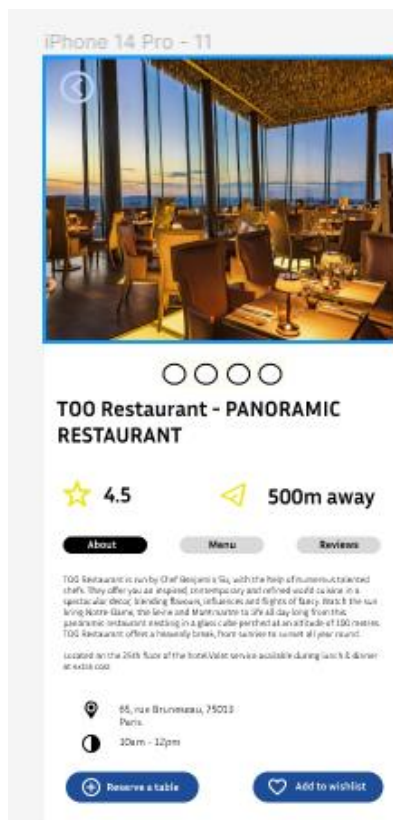 iPhone 14 Pro - 11
TOO Restaurant - PANORAMIC
RESTAURANT
4.5
500m away
About
Menu
Reviews
TOO Restaurant is run by Chef Benjamin Six, with the help of numerous talented
chefs. They offer you an inspired, contemporary and refined world cuisine in a
spectacular decor, blending flavours, influences and flights of fancy. Watch the sun
bring Notre-Dame, the Seine and Montmartre to life all day long from this
panoramic restaurant nestling in a glass cube perched at an altitude of 100 metres.
TOO Restaurant offers a heavenly break, from sunrise to sunset all year round.
Located on the 25th floor of the hotel.Valet service available during lunch & dinner
at extra cost
65, rue Bruneseau, 75013
Paris.
10am - 12pm
Reserve a table
Add to wishlist